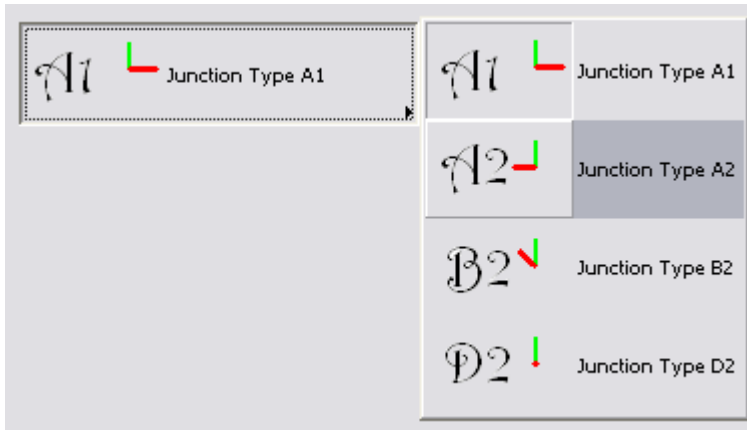 A1 Junction Type A1
A1 Junction Type A1
A2 Junction Type A2
B2 Junction Type B2
D2 Junction Type D2